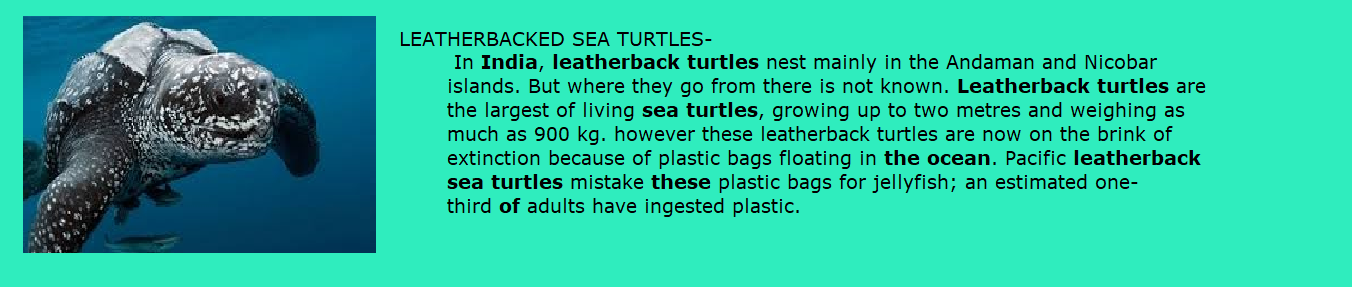 LEATHERBACKED SEA TURTLES-
In India, leatherback turtles nest mainly in the Andaman and Nicobar
islands. But where they go from there is not known. Leatherback turtles are
the largest of living sea turtles, growing up to two metres and weighing as
much as 900 kg. however these leatherback turtles are now on the brink of
extinction because of plastic bags floating in the ocean. Pacific leatherback
sea turtles mistake these plastic bags for jellyfish; an estimated one-
third of adults have ingested plastic.